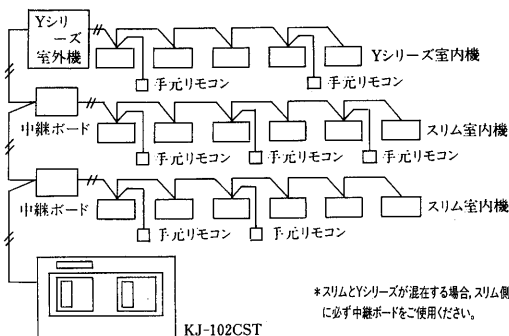 Yシリ
ーズ
室外機
Yシリーズ室内機
手元リモコン
手元リモコン
中継ボード
スリム室内機
手元リモコン
手元リモコン
手元リモコン
中継ボード
スリム室内機
手元リモコン
手元リモコン
KJ-102CST
*スリムとYシリーズが混在する場合,スリム側
に必ず中継ボードをご使用ください。